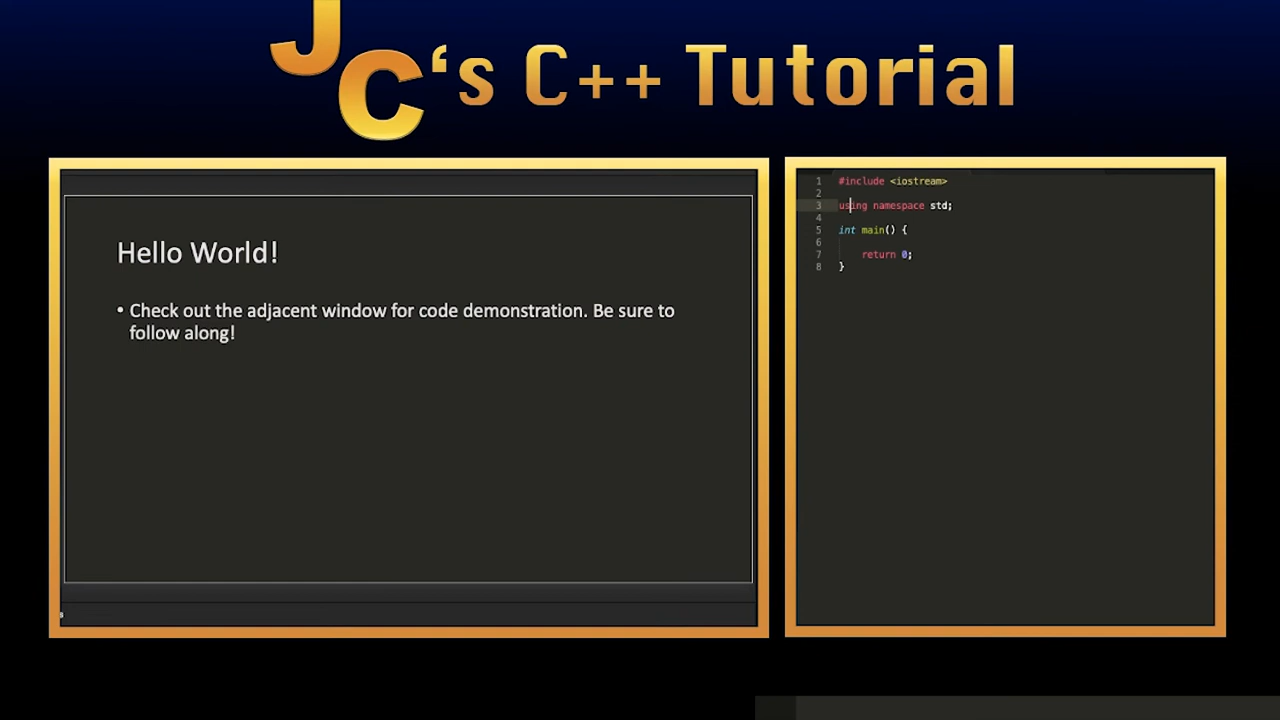 JC's C++ Tutorial
Hello World!
• Check out the adjacent window for code demonstration. Be sure to
follow along!
1 #include <iostream>
2
3 using namespace std;
4
5 int main() {
6
7 return 0;
8 }